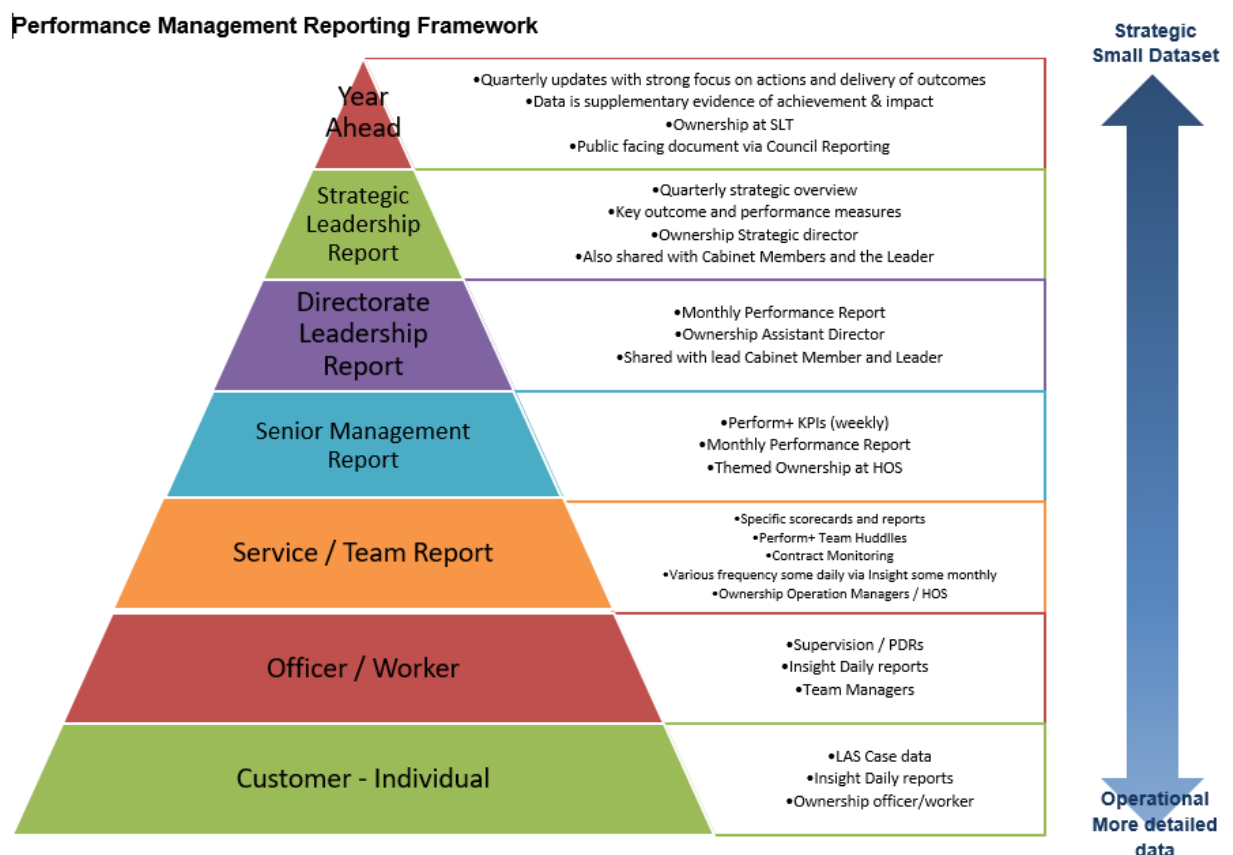 Performance Management Reporting Framework
Strategic
Small Dataset
Year
Ahead
•Quarterly updates with strong focus on actions and delivery of outcomes
•Data is supplementary evidence of achievement & impact
•Ownership at SLT
•Public facing document via Council Reporting
Strategic
Leadership
Report
•Quarterly strategic overview
•Key outcome and performance measures
•Ownership Strategic director
•Also shared with Cabinet Members and the Leader
Directorate
Leadership
Report
•Monthly Performance Report
•Ownership Assistant Director
•Shared with lead Cabinet Member and Leader
Senior Management
Report
•Perform+ KPIs (weekly)
•Monthly Performance Report
•Themed Ownership at HOS
Service / Team Report
•Specific scorecards and reports
•Perform+ Team Huddlles
•Contract Monitoring
•Various frequency some daily via Insight some monthly
•Ownership Operation Managers / HOS
Officer / Worker
•Supervision / PDRs
•Insight Daily reports
•Team Managers
Customer - Individual
•LAS Case data
•Insight Daily reports
•Ownership officer/worker
Operational
More detailed
data